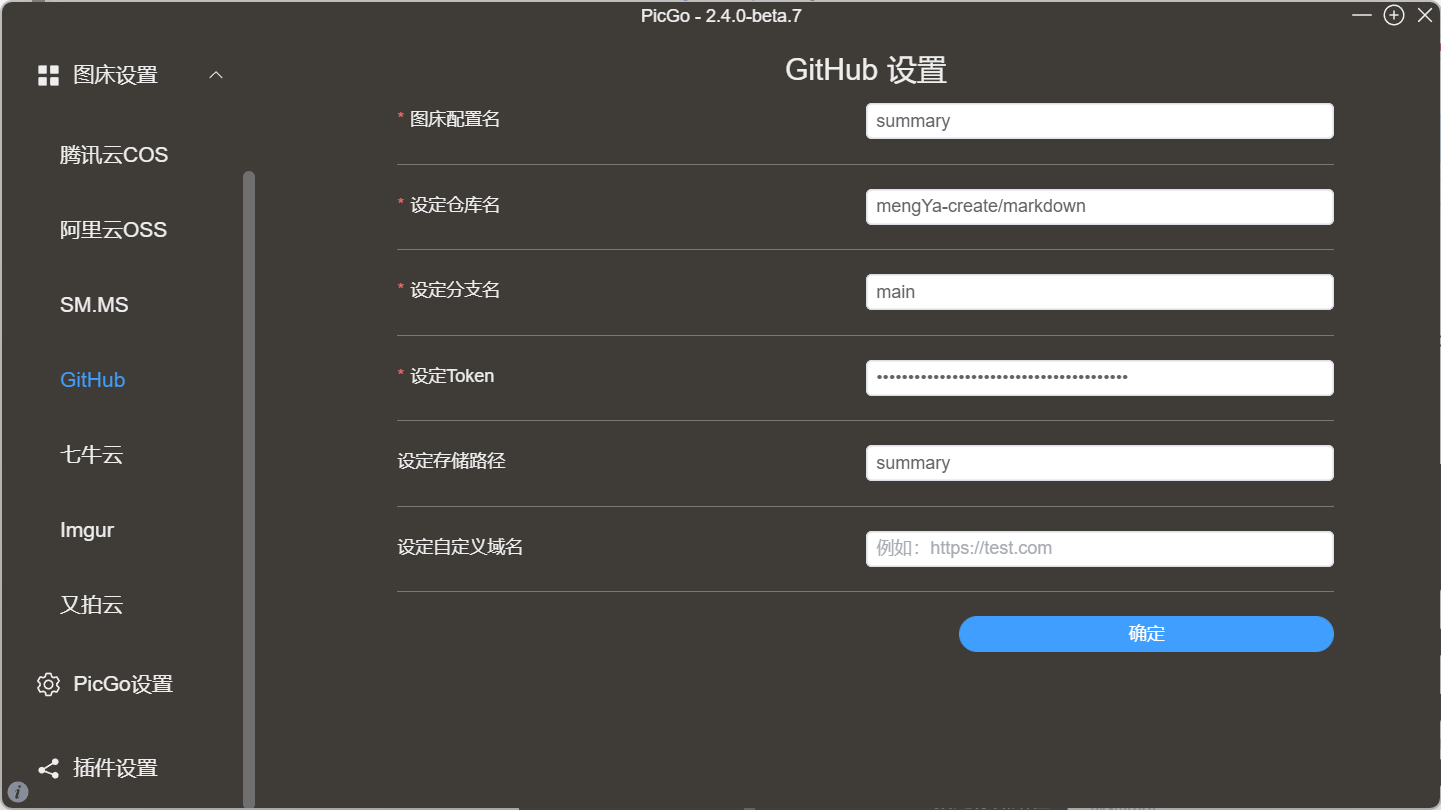 PicGo - 2.4.0-beta.7
图床设置
腾讯云COS
阿里云OSS
SM.MS
GitHub
七牛云
Imgur
又拍云
PicGo设置
插件设置
GitHub 设置
* 图床配置名
summary
* 设定仓库名
mengYa-create/markdown
* 设定分支名
main
* 设定Token
••••••••••••••••••••••••••••••••••••••••
设定存储路径
summary
设定自定义域名
例如：https://test.com
确定